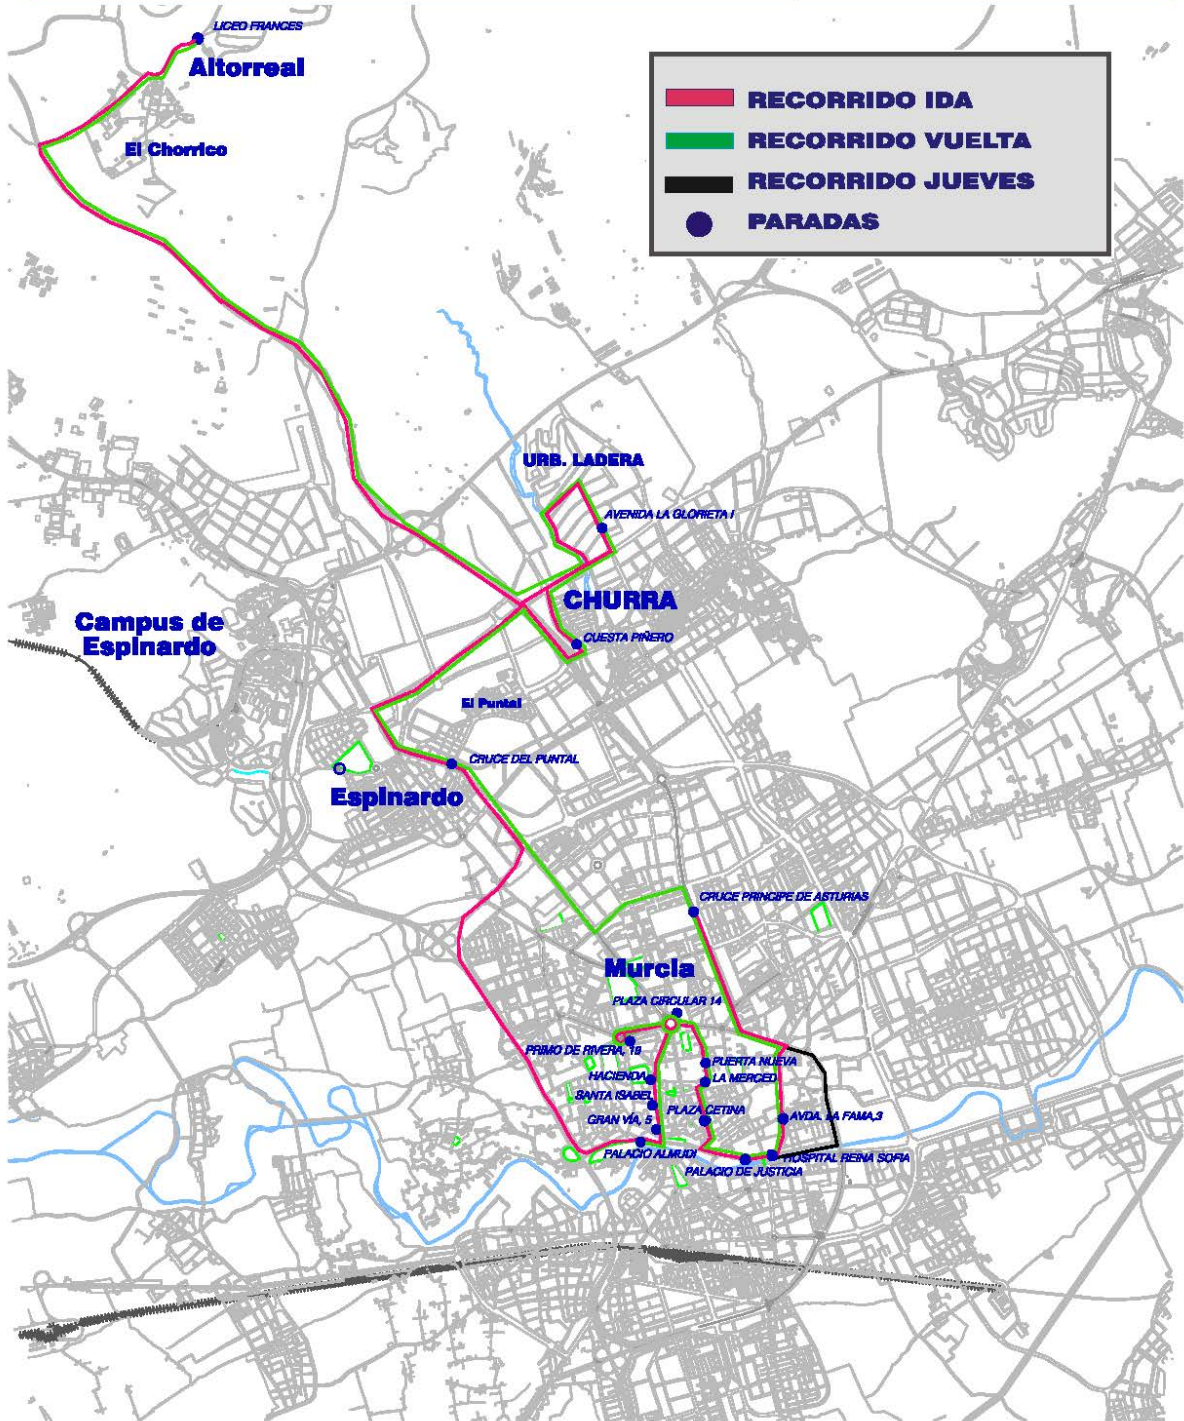 LICEO FRANCES
Altorreal
El Chorrico
RECORRIDO IDA
RECORRIDO VUELTA
RECORRIDO JUEVES
PARADAS
URB. LADERA
AVENIDA LA GLORIETA I
CHURRA
CUESTA PIÑERO
Campus de
Espinardo
El Puntal
CRUCE DEL PUNTAL
Espinardo
CRUCE PRINCIPE DE ASTURIAS
Murcia
PLAZA CIRCULAR 14
PRIMO DE RIVERA, 19
PUERTA NUEVA
HACIENDA
LA MERCED
SANTA ISABEL
PLAZA CETINA
GRAN VÍA, 5
AVDA. LA FAMA,3
PALACIO ALMUDI
HOSPITAL REINA SOFIA
PALACIO DE JUSTICIA